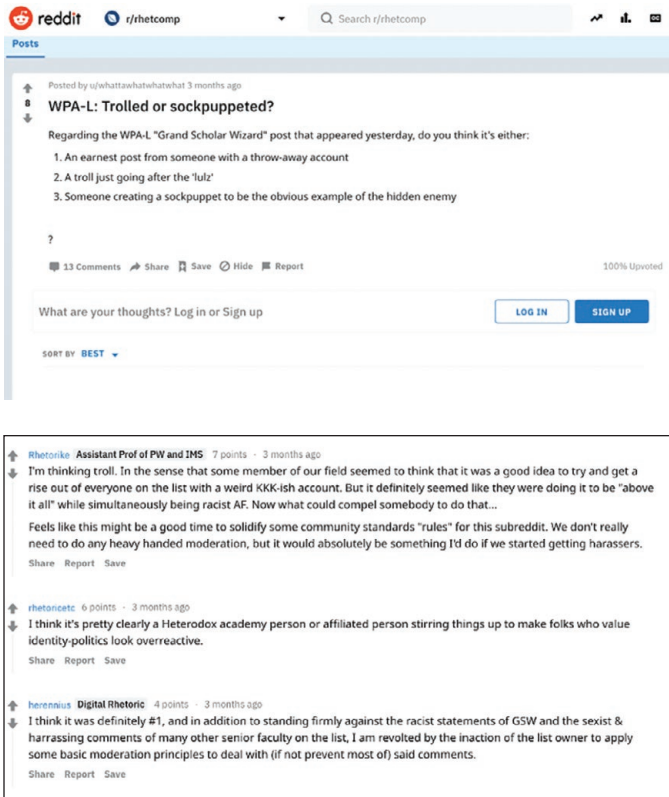 reddit r/rhetcomp Search r/rhetcomp
Posts
Posted by u/whattawhatwhatwhat 3 months ago
8
WPA-L: Trolled or sockpuppeted?
Regarding the WPA-L "Grand Scholar Wizard" post that appeared yesterday, do you think it's either:
1. An earnest post from someone with a throw-away account
2. A troll just going after the 'lulz'
3. Someone creating a sockpuppet to be the obvious example of the hidden enemy
?
13 Comments Share Save Hide Report 100% Upvoted
What are your thoughts? Log in or Sign up LOG IN SIGN UP
SORT BY BEST
Rhetorike Assistant Prof of PW and IMS 7 points · 3 months ago
I'm thinking troll. In the sense that some member of our field seemed to think that it was a good idea to try and get a
rise out of everyone on the list with a weird KKK-ish account. But it definitely seemed like they were doing it to be "above
it all" while simultaneously being racist AF. Now what could compel somebody to do that...
Feels like this might be a good time to solidify some community standards "rules" for this subreddit. We don't really
need to do any heavy handed moderation, but it would absolutely be something I'd do if we started getting harassers.
Share Report Save
rhetoricetc 6 points · 3 months ago
I think it's pretty clearly a Heterodox academy person or affiliated person stirring things up to make folks who value
identity-politics look overreactive.
Share Report Save
herennius Digital Rhetoric 4 points · 3 months ago
I think it was definitely #1, and in addition to standing firmly against the racist statements of GSW and the sexist &
harrassing comments of many other senior faculty on the list, I am revolted by the inaction of the list owner to apply
some basic moderation principles to deal with (if not prevent most of) said comments.
Share Report Save